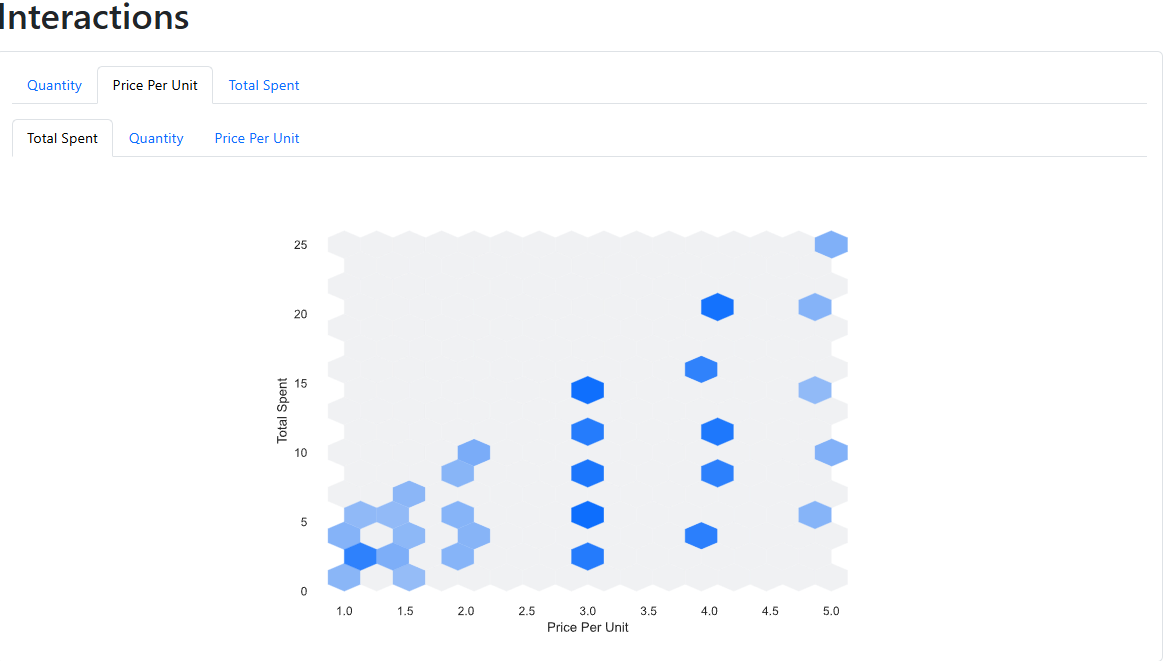 Interactions
Quantity Price Per Unit Total Spent
Total Spent Quantity Price Per Unit
25
20
15
10
5
0
Total Spent
1.0 1.5 2.0 2.5 3.0 3.5 4.0 4.5 5.0
Price Per Unit